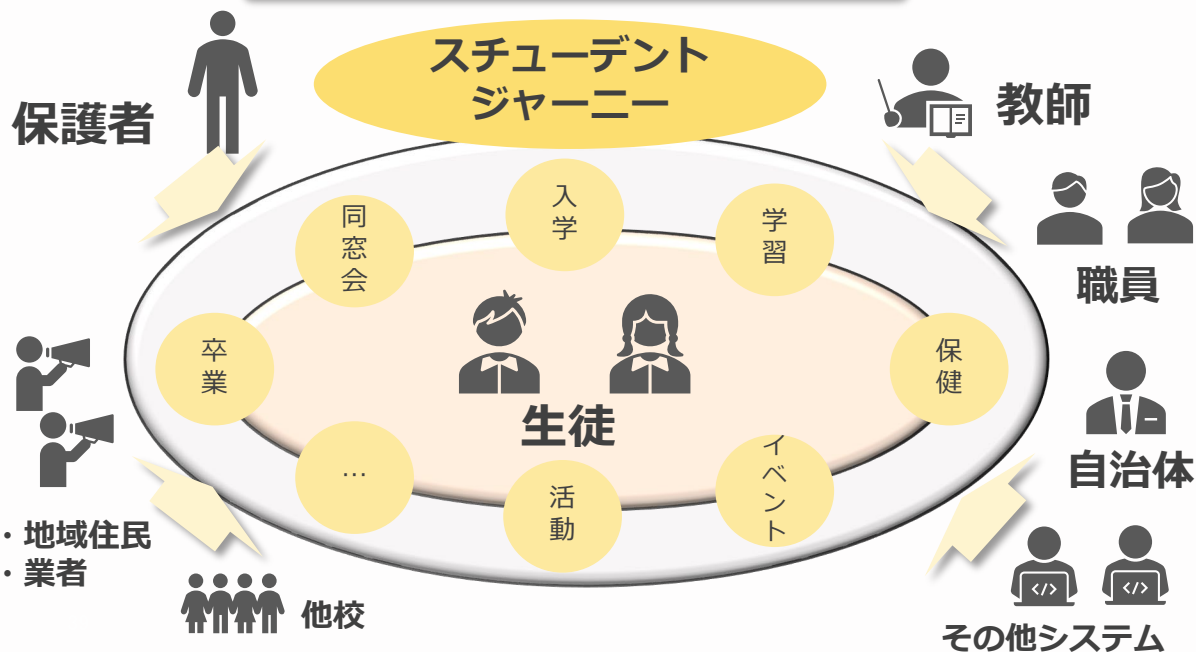 スチューデント
ジャーニー
保護者
教師
職員
自治体
その他システム
他校
・地域住民
・業者
入学
学習
保健
イベント
活動
…
卒業
同窓会
生徒